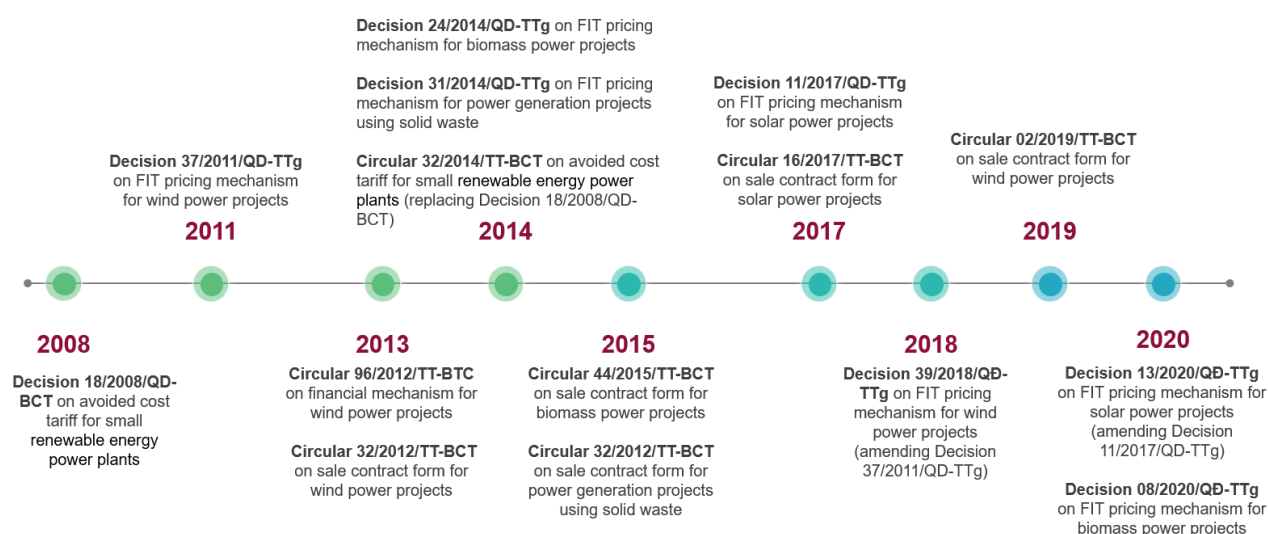 Decision 24/2014/QD-TTg on FIT pricing
mechanism for biomass power projects
Decision 31/2014/QD-TTg on FIT pricing
mechanism for power generation projects
using solid waste
Circular 32/2014/TT-BCT on avoided cost
tariff for small renewable energy power
plants (replacing Decision 18/2008/QD-
BCT)
Decision 37/2011/QD-TTg
on FIT pricing mechanism
for wind power projects
Decision 11/2017/QD-TTg
on FIT pricing mechanism
for solar power projects
Circular 16/2017/TT-BCT
on sale contract form for
solar power projects
Circular 02/2019/TT-BCT
on sale contract form for
wind power projects
2011
2014
2017
2019
2008
Decision 18/2008/QD-
BCT on avoided cost
tariff for small
renewable energy
power plants
2013
Circular 96/2012/TT-BTC
on financial mechanism for
wind power projects
Circular 32/2012/TT-BCT
on sale contract form for
wind power projects
2015
Circular 44/2015/TT-BCT
on sale contract form for
biomass power projects
Circular 32/2012/TT-BCT
on sale contract form for
power generation projects
using solid waste
2018
Decision 39/2018/QĐ-
TTg on FIT pricing
mechanism for wind
power projects
(amending Decision
37/2011/QD-TTg)
2020
Decision 13/2020/QĐ-TTg
on FIT pricing mechanism for
solar power projects
(amending Decision
11/2017/QD-TTg)
Decision 08/2020/QĐ-TTg
on FIT pricing mechanism for
biomass power projects